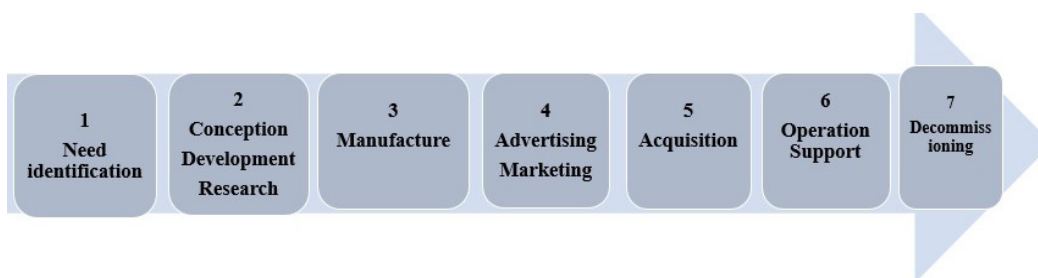 1
Need
identification
2
Conception
Development
Research
3
Manufacture
4
Advertising
Marketing
5
Acquisition
6
Operation
Support
7
Decommiss
ioning